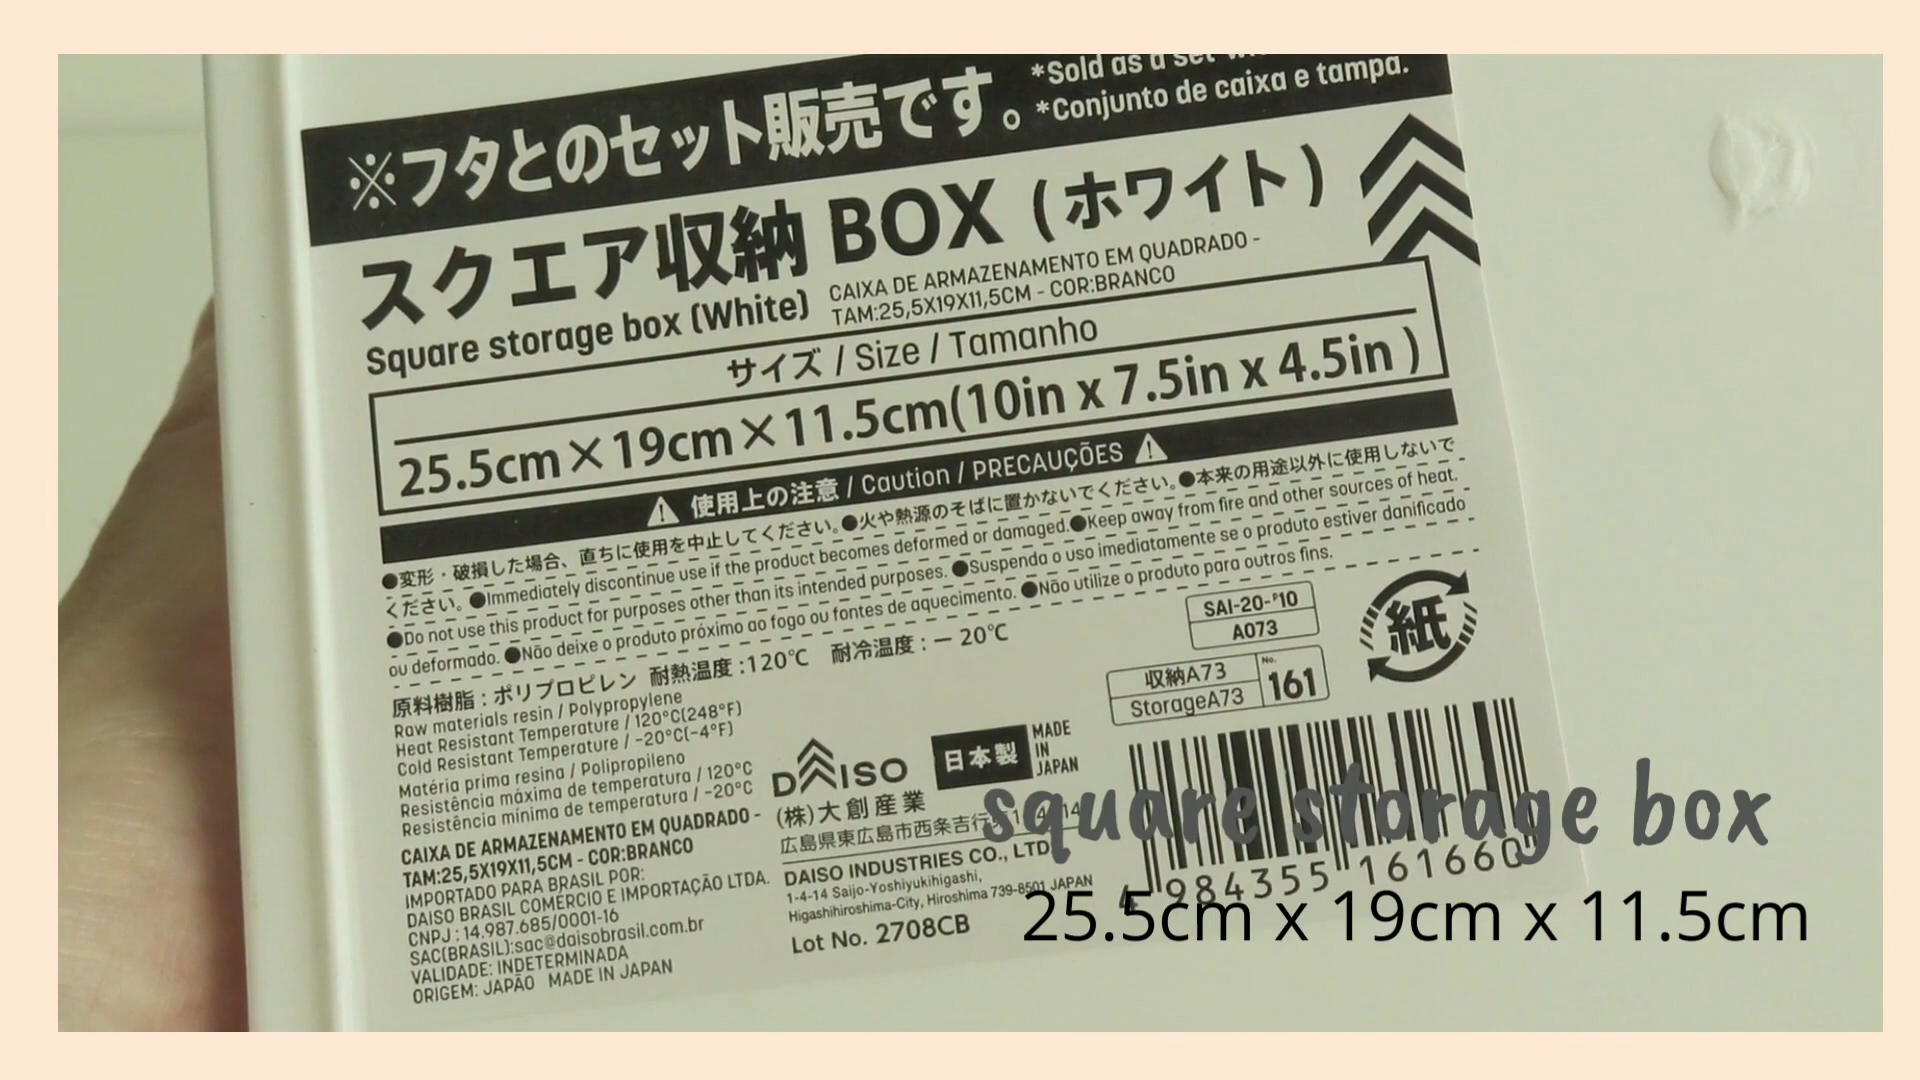 *Sold as a set
*Conjunto de caixa e tampa.
※フタとのセット販売です。
スクエア収納 BOX (ホワイト)
Square storage box (White)
CAIXA DE ARMAZENAMENTO EM QUADRADO -
TAM:25,5X19X11,5CM - COR:BRANCO
サイズ / Size / Tamanho
25.5cm×19cm×11.5cm(10in x 7.5in x 4.5in )
⚠ 使用上の注意 / Caution / PRECAUÇÕES ⚠
●変形・破損した場合、直ちに使用を中止してください。●火や熱源のそばに置かないでください。●本来の用途以外に使用しないで
ください。●Immediately discontinue use if the product becomes deformed or damaged.●Keep away from fire and other sources of heat.
●Do not use this product for purposes other than its intended purposes. ●Suspenda o uso imediatamente se o produto estiver danificado
ou deformado. ●Não deixe o produto próximo ao fogo ou fontes de aquecimento. ●Não utilize o produto para outros fins.
原料樹脂：ポリプロピレン 耐熱温度：120℃ 耐冷温度：－20℃
Raw materials resin / Polypropylene
Heat Resistant Temperature / 120°C(248°F)
Cold Resistant Temperature / -20°C(-4°F)
Matéria prima resina / Polipropileno
Resistência máxima de temperatura / 120°C
Resistência mínima de temperatura / -20°C
CAIXA DE ARMAZENAMENTO EM QUADRADO -
TAM:25,5X19X11,5CM - COR:BRANCO
IMPORTADO PARA BRASIL POR:
DAISO BRASIL COMÉRCIO E IMPORTAÇÃO LTDA.
CNPJ : 14.987.685/0001-16
SAC(BRASIL):sac@daisobrasil.com.br
VALIDADE: INDETERMINADA
ORIGEM: JAPÃO MADE IN JAPAN
DAISO
日本製
MADE
IN
JAPAN
(株)大創産業
広島県東広島市西条吉行
DAISO INDUSTRIES CO., LTD.
1-4-14 Saijo-Yoshiyukihigashi,
Higashihiroshima-City, Hiroshima 739-8501 JAPAN
Lot No. 2708CB
SAI-20-P10
A073
収納A73
StorageA73
No.
161
紙
4 984355 161660
square storage box
25.5cm x 19cm x 11.5cm